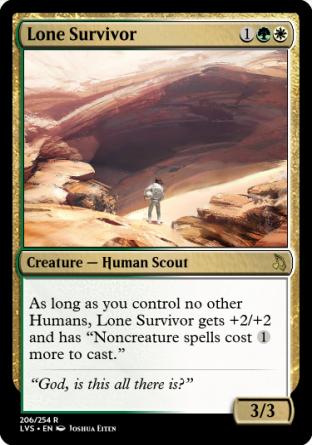 Lone Survivor 1
Creature — Human Scout
As long as you control no other
Humans, Lone Survivor gets +2/+2
and has “Noncreature spells cost 1
more to cast.”
“God, is this all there is?”
206/254 R
LVS • EN Joshua Eiten
3/3